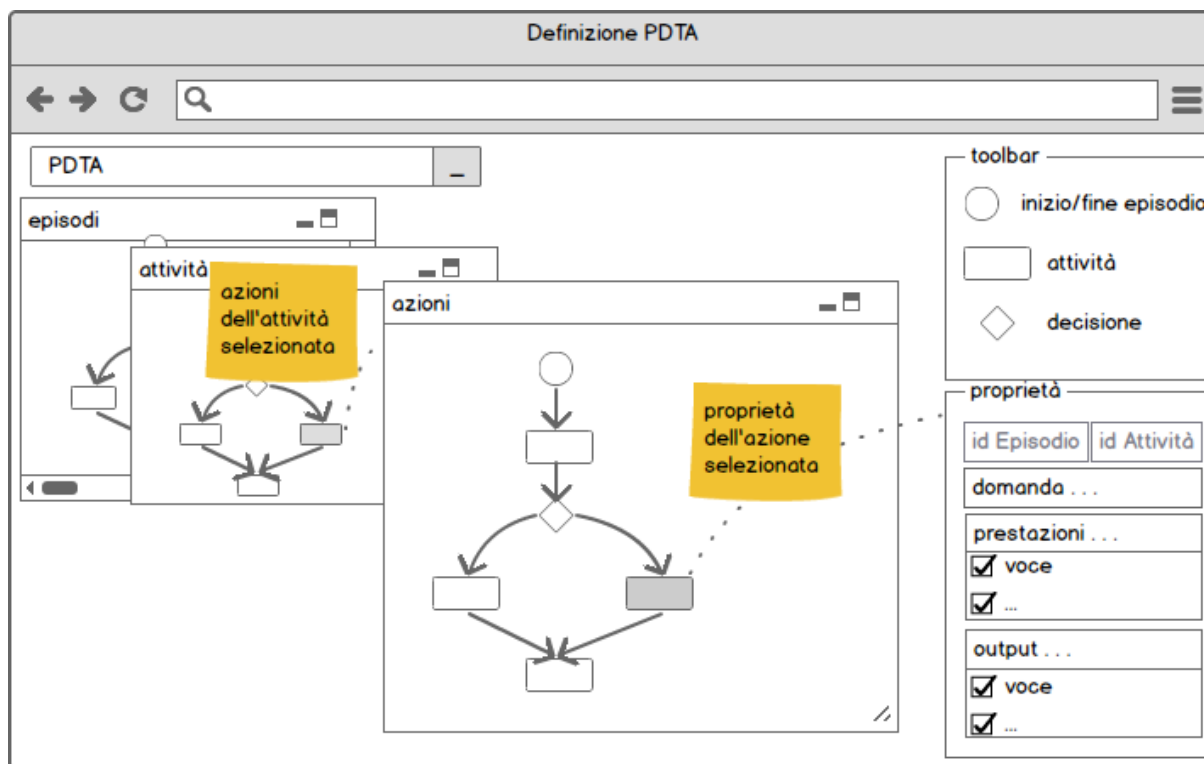 Definizione PDTA
PDTA
_
episodi
attività
azioni
dell'attività
selezionata
azioni
proprietà
dell'azione
selezionata
toolbar
inizio/fine episodio
attività
decisione
proprietà
id Episodio
id Attività
domanda . . .
prestazioni . . .
voce
...
output . . .
voce
...